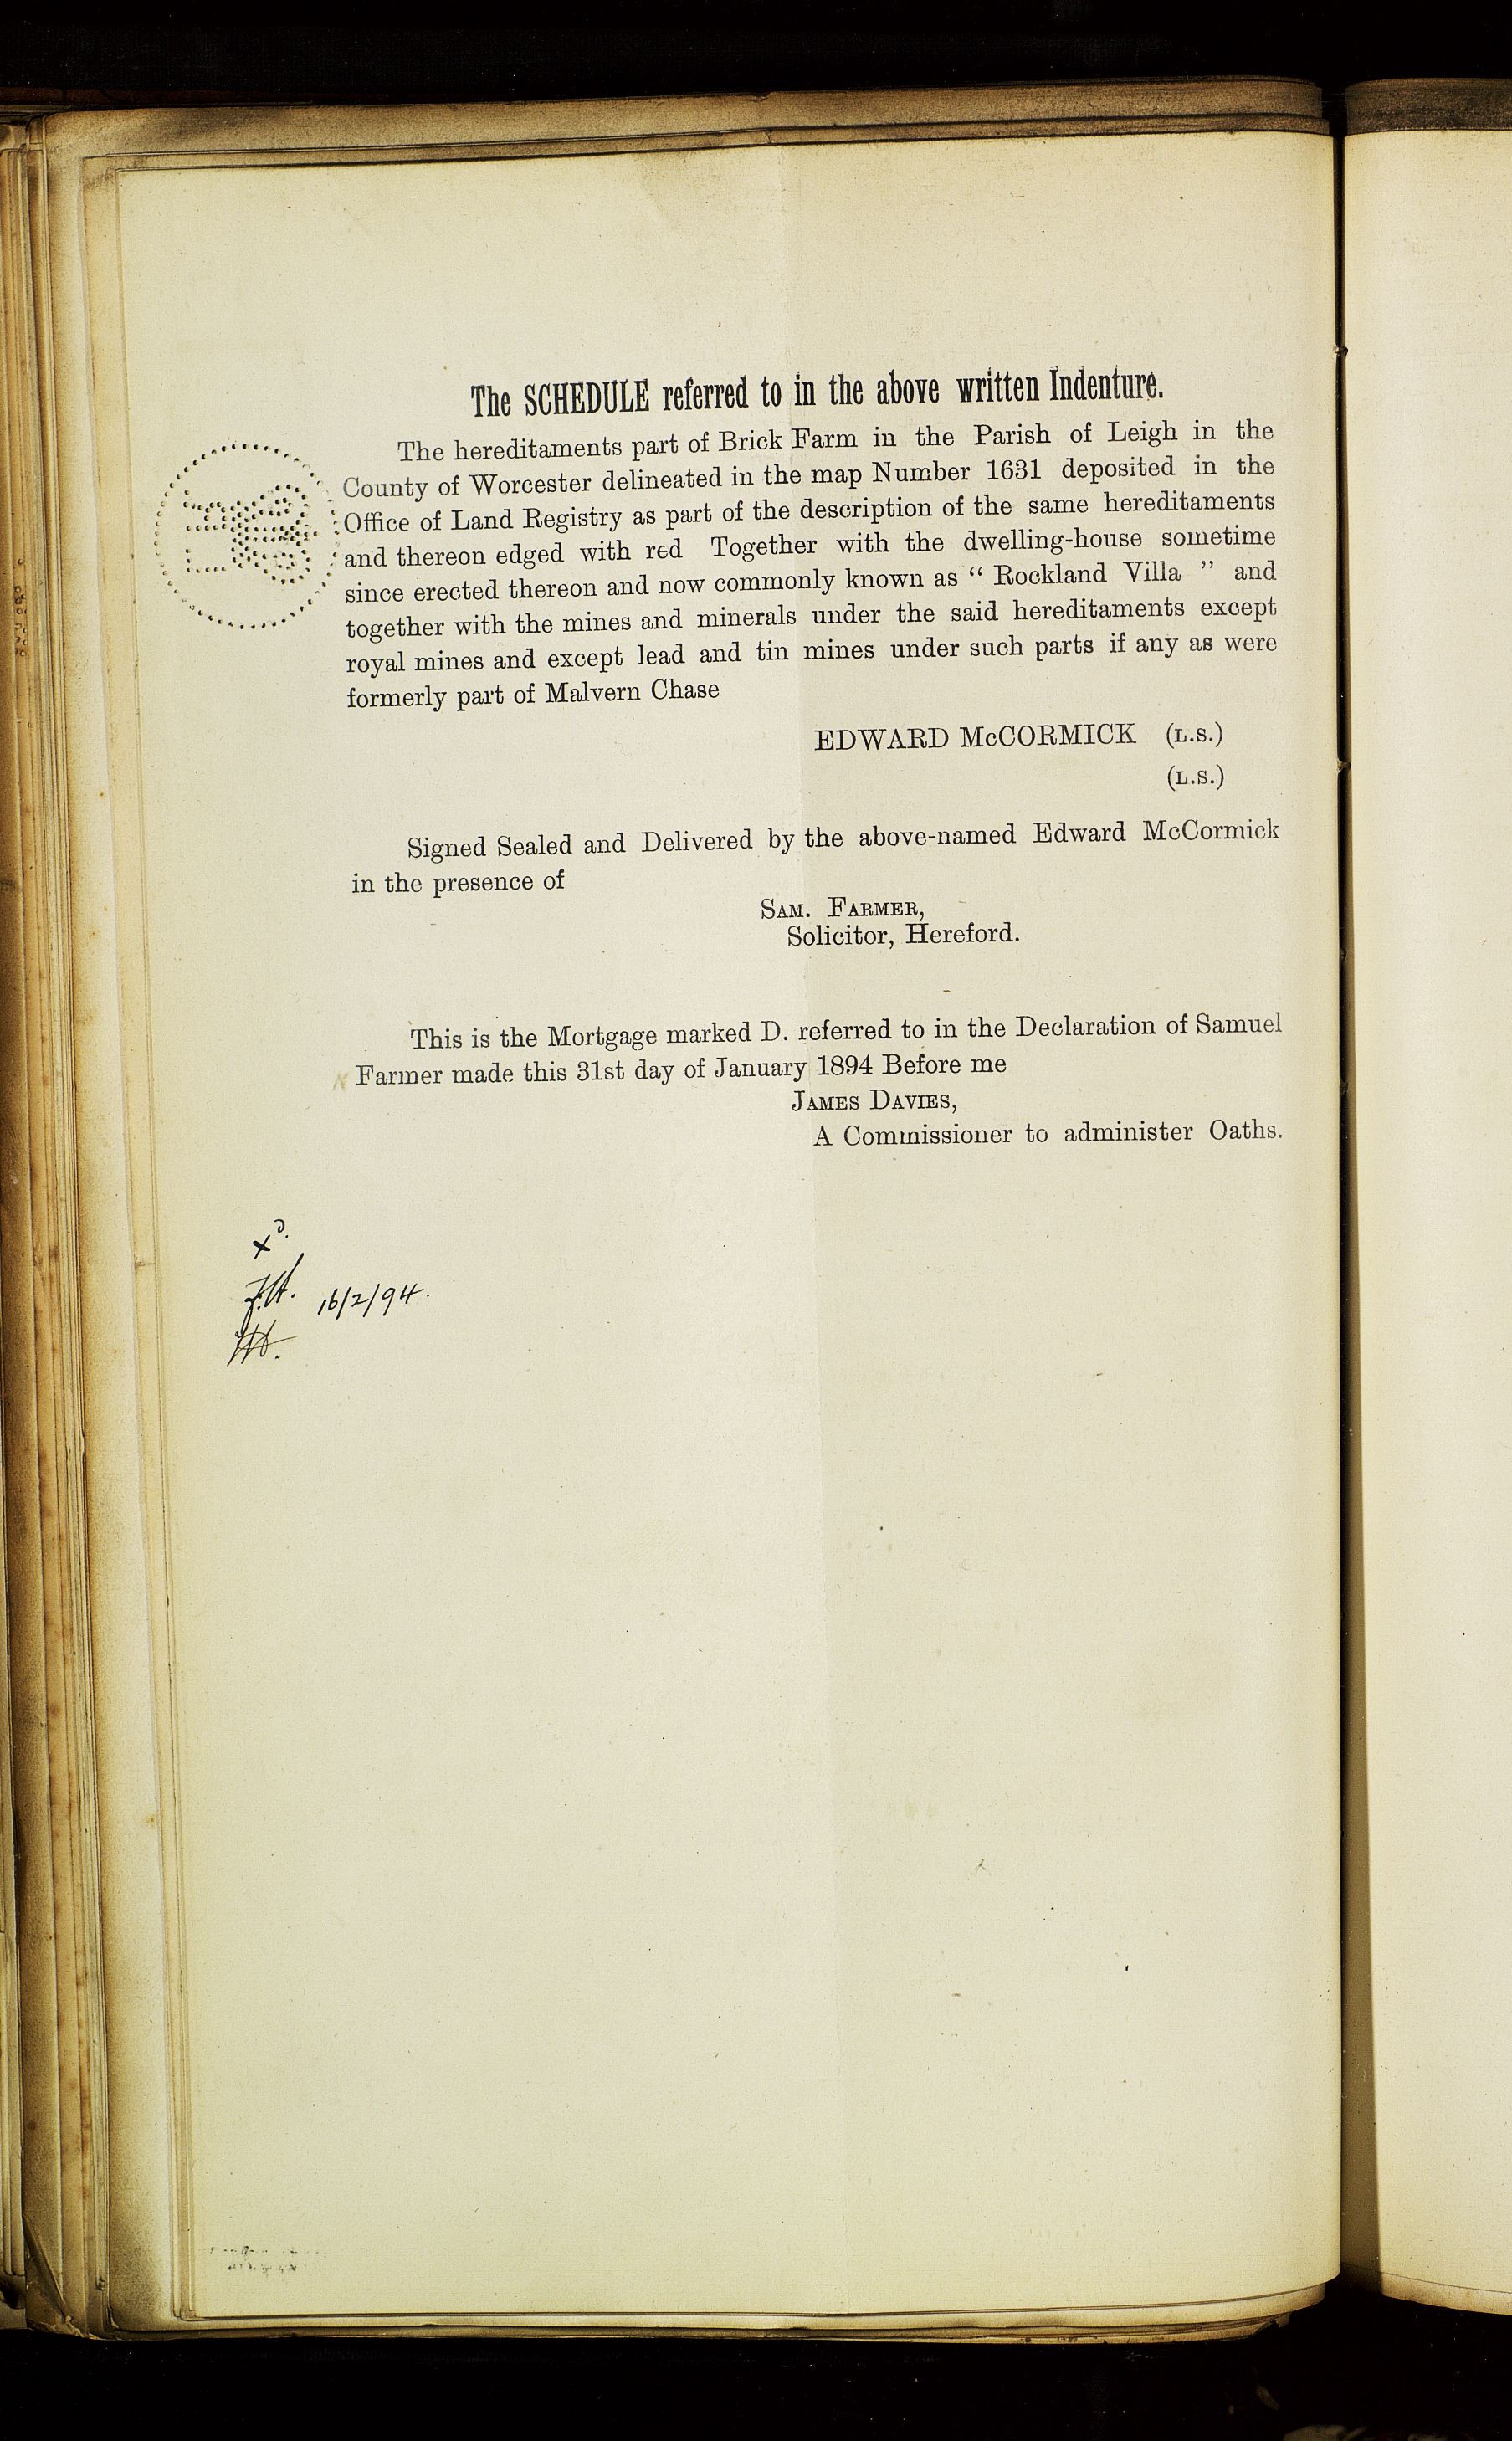 The SCHEDULE referred to in the above written Indenture.
The hereditaments part of Brick Farm in the Parish of Leigh in the
County of Worcester delineated in the map Number 1631 deposited in the
Office of Land Registry as part of the description of the same hereditaments
and thereon edged with red Together with the dwelling-house sometime
since erected thereon and now commonly known as “ Rockland Villa ” and
together with the mines and minerals under the said hereditaments except
royal mines and except lead and tin mines under such parts if any as were
formerly part of Malvern Chase
EDWARD McCORMICK (L.S.)
(L.S.)
Signed Sealed and Delivered by the above-named Edward McCormick
in the presence of
SAM. FARMER,
Solicitor, Hereford.
This is the Mortgage marked D. referred to in the Declaration of Samuel
Farmer made this 31st day of January 1894 Before me
JAMES DAVIES,
A Commissioner to administer Oaths.
16/2/94.